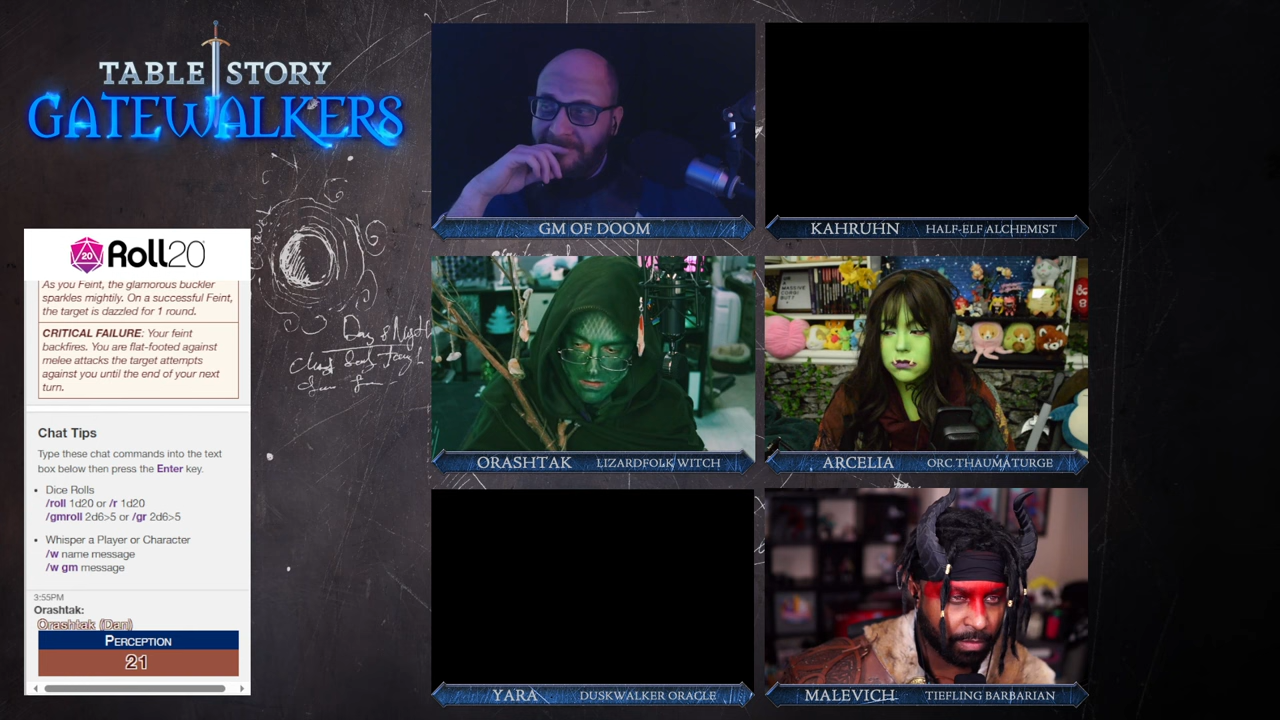 TABLE STORY
GATEWALKERS
Roll20
As you Feint, the glamorous buckler
sparkles mightily. On a successful Feint,
the target is dazzled for 1 round.
CRITICAL FAILURE: Your feint
backfires. You are flat-footed against
melee attacks the target attempts
against you until the end of your next
turn.
Chat Tips
Type these chat commands into the text
box below then press the Enter key.
Dice Rolls
/roll 1d20 or /r 1d20
/gmroll 2d6>5 or /gr 2d6>5
Whisper a Player or Character
/w name message
/w gm message
3:55PM
Orashtak:
Orashtak (Dan)
PERCEPTION
21
GM OF DOOM
KAHRUHN HALF-ELF ALCHEMIST
ORASHTAK LIZARDFOLK WITCH
ARCELIA ORC THAUMATURGE
YARA DUSKWALKER ORACLE
MALEVICH TIEFLING BARBARIAN